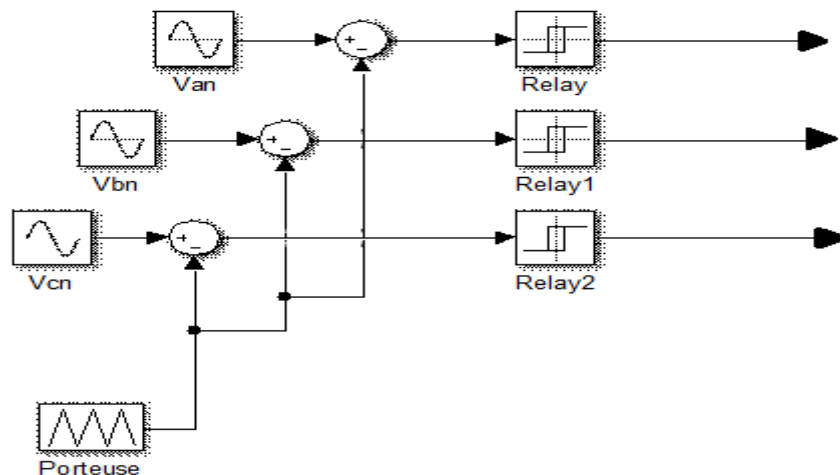 Van
Relay
Vbn
Relay1
Vcn
Relay2
Porteuse